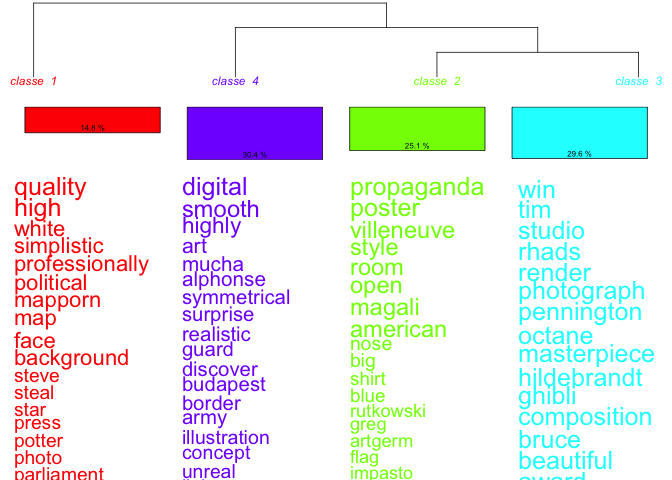 classe 1
classe 4
classe 2
classe 3
14.8 %
30.4 %
25.1 %
29.6 %
quality
high
white
simplistic
professionally
political
mapporn
map
face
background
steve
steal
star
press
potter
photo
parliament
digital
smooth
highly
art
mucha
alphonse
symmetrical
surprise
realistic
guard
discover
budapest
border
army
illustration
concept
unreal
propaganda
poster
villeneuve
style
room
open
magali
american
nose
big
shirt
blue
rutkowski
greg
artgerm
flag
impasto
win
tim
studio
rhads
render
photograph
pennington
octane
masterpiece
hildebrandt
ghibli
composition
bruce
beautiful
award